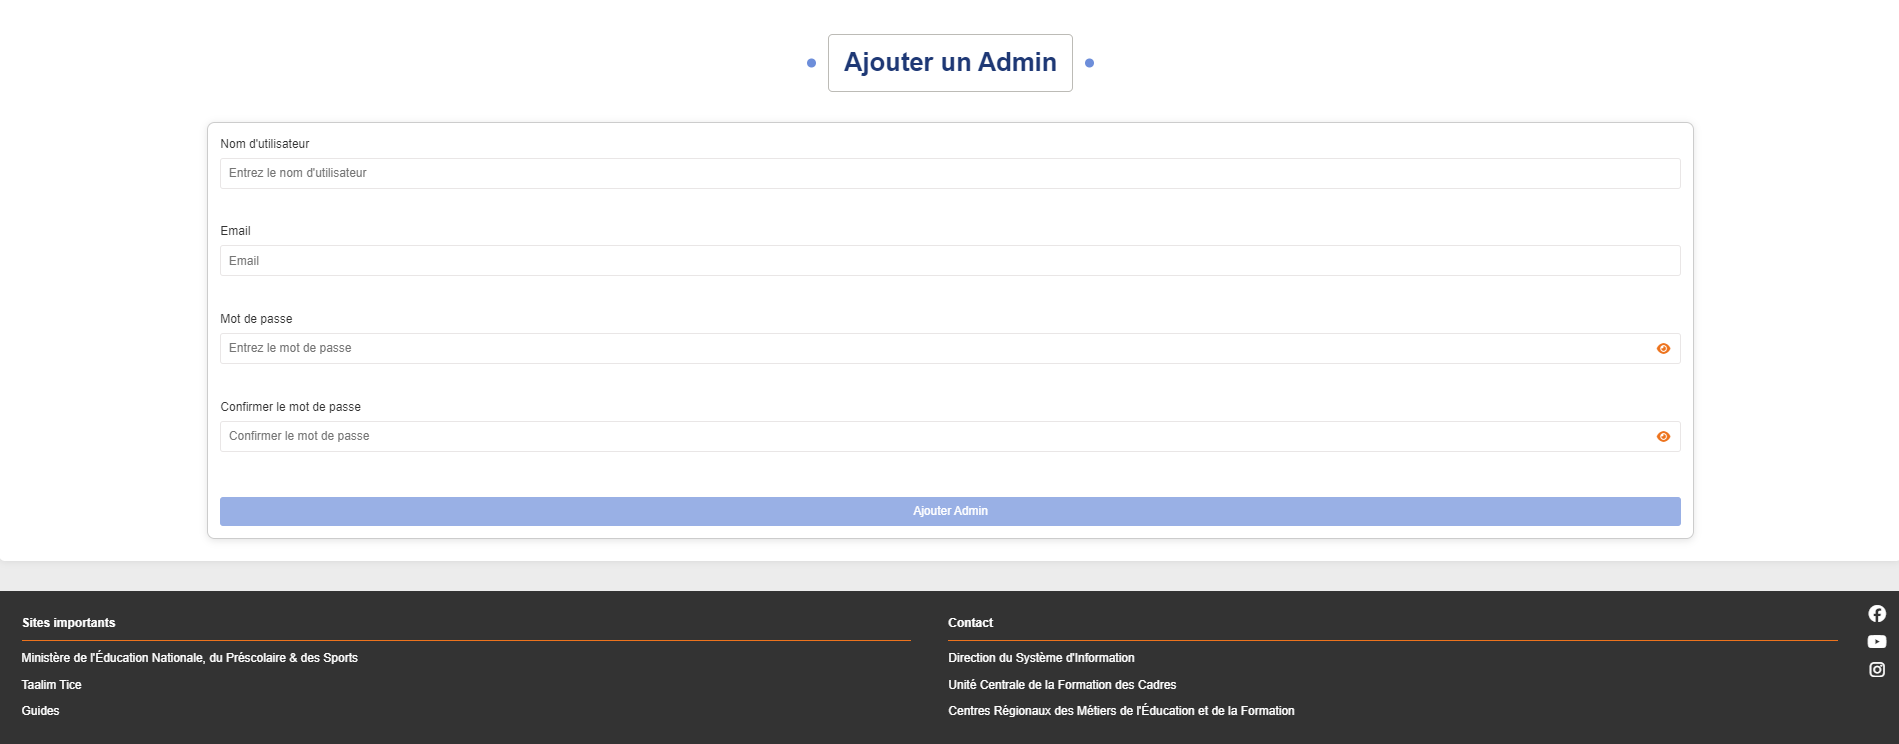 Ajouter un Admin
Nom d'utilisateur
Entrez le nom d'utilisateur
Email
Email
Mot de passe
Entrez le mot de passe
Confirmer le mot de passe
Confirmer le mot de passe
Ajouter Admin
Sites importants
Ministère de l'Éducation Nationale, du Préscolaire & des Sports
Taalim Tice
Guides
Contact
Direction du Système d'Information
Unité Centrale de la Formation des Cadres
Centres Régionaux des Métiers de l'Éducation et de la Formation